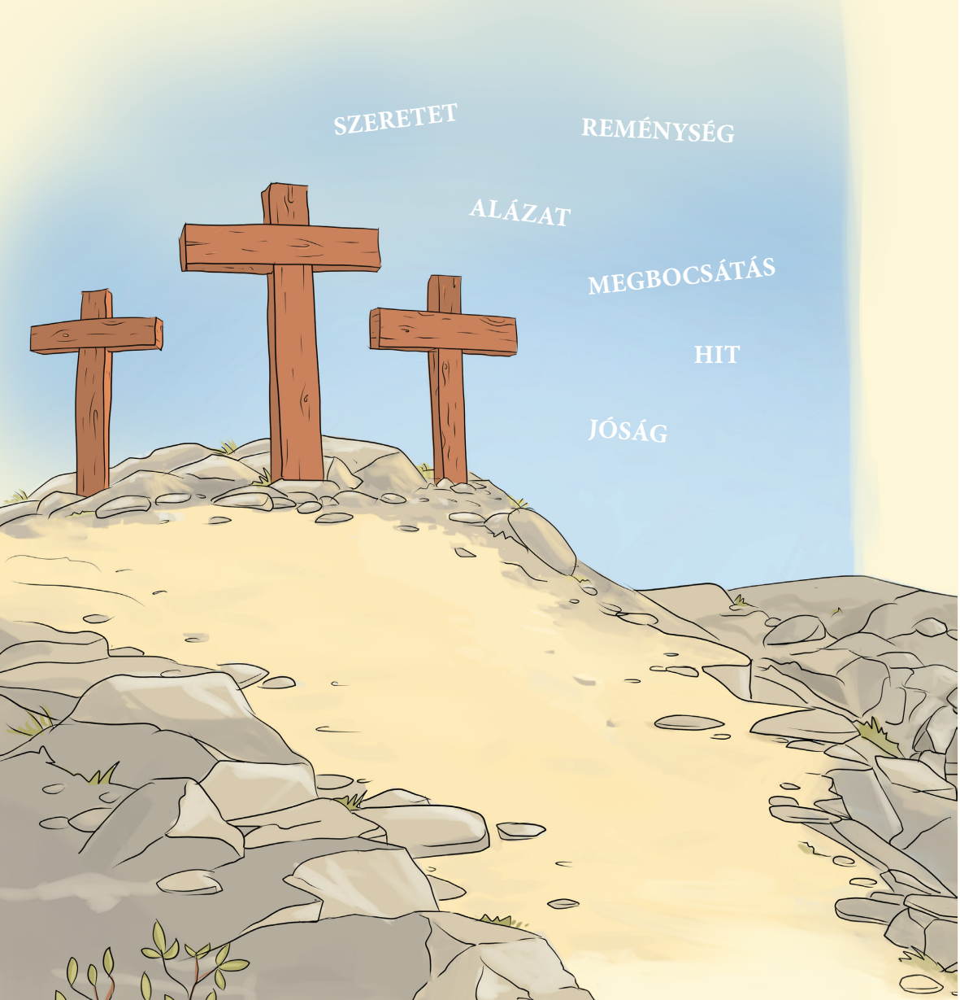 SZERETET
REMÉNYSÉG
ALÁZAT
MEGBOCSÁTÁS
HIT
JÓSÁG